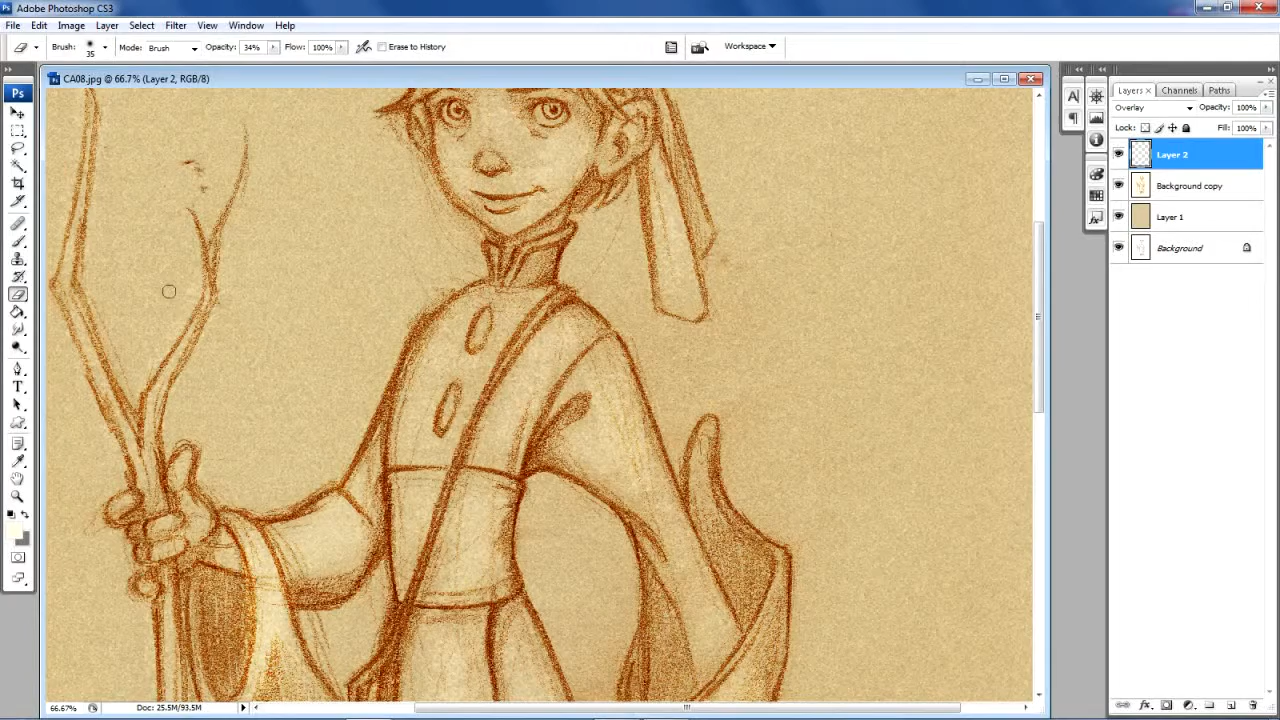 Ps Adobe Photoshop CS3
File Edit Image Layer Select Filter View Window Help
Brush: 35 Mode: Brush Opacity: 34% Flow: 100% Erase to History Workspace
CA08.jpg @ 66.7% (Layer 2, RGB/8)
Ps
Layers Channels Paths
Overlay Opacity: 100%
Lock: Fill: 100%
Layer 2
Background copy
Layer 1
Background
T
A
66.67% Doc: 25.5M/93.5M